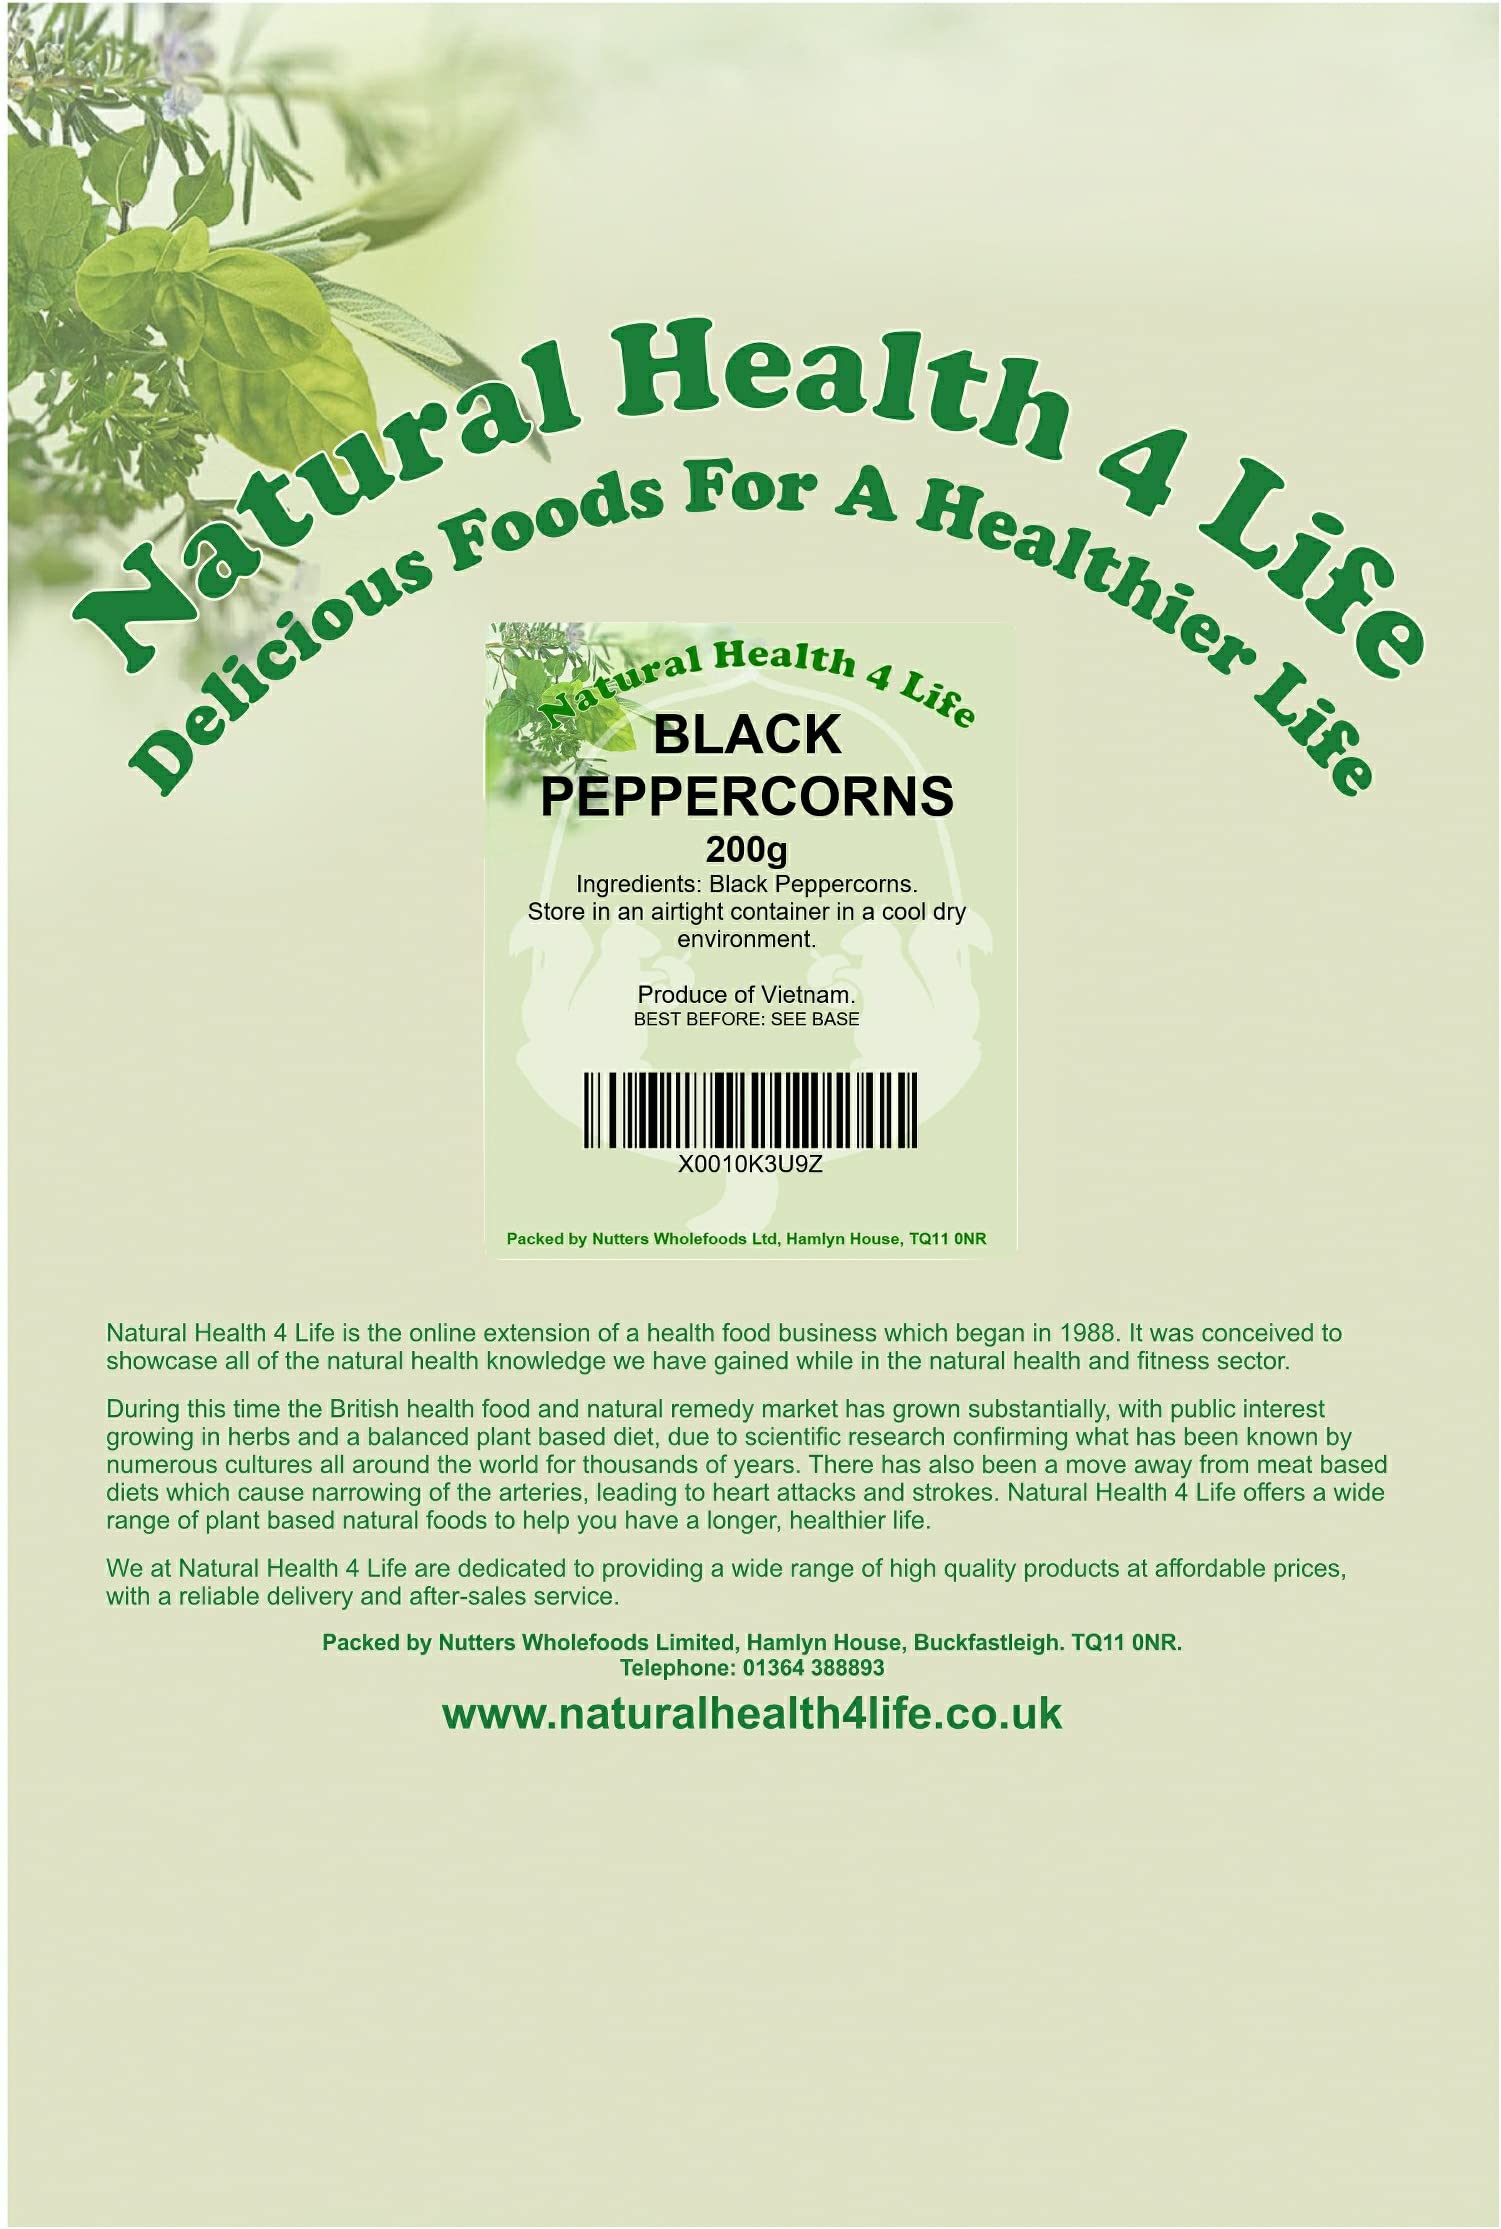 Natural Health 4 Life
Delicious Foods For A Healthier Life
Natural Health 4 Life
BLACK
PEPPERCORNS
200g
Ingredients: Black Peppercorns.
Store in an airtight container in a cool dry
environment.
Produce of Vietnam.
BEST BEFORE: SEE BASE
X0010K3U9Z
Packed by Nutters Wholefoods Ltd, Hamlyn House, TQ11 0NR
Natural Health 4 Life is the online extension of a health food business which began in 1988. It was conceived to
showcase all of the natural health knowledge we have gained while in the natural health and fitness sector.
During this time the British health food and natural remedy market has grown substantially, with public interest
growing in herbs and a balanced plant based diet, due to scientific research confirming what has been known by
numerous cultures all around the world for thousands of years. There has also been a move away from meat based
diets which cause narrowing of the arteries, leading to heart attacks and strokes. Natural Health 4 Life offers a wide
range of plant based natural foods to help you have a longer, healthier life.
We at Natural Health 4 Life are dedicated to providing a wide range of high quality products at affordable prices,
with a reliable delivery and after-sales service.
Packed by Nutters Wholefoods Limited, Hamlyn House, Buckfastleigh. TQ11 0NR.
Telephone: 01364 388893
www.naturalhealth4life.co.uk